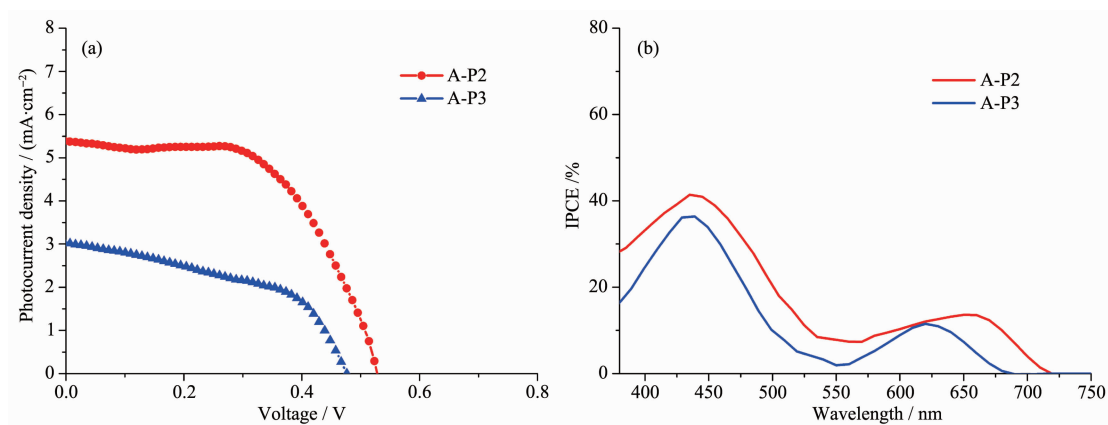 (a)
A-P2
A-P3
Photocurrent density / (mA·cm⁻²)
8
7
6
5
4
3
2
1
0
0.0 0.2 0.4 0.6 0.8
Voltage / V
(b)
A-P2
A-P3
IPCE /%
80
60
40
20
0
400 450 500 550 600 650 700 750
Wavelength / nm